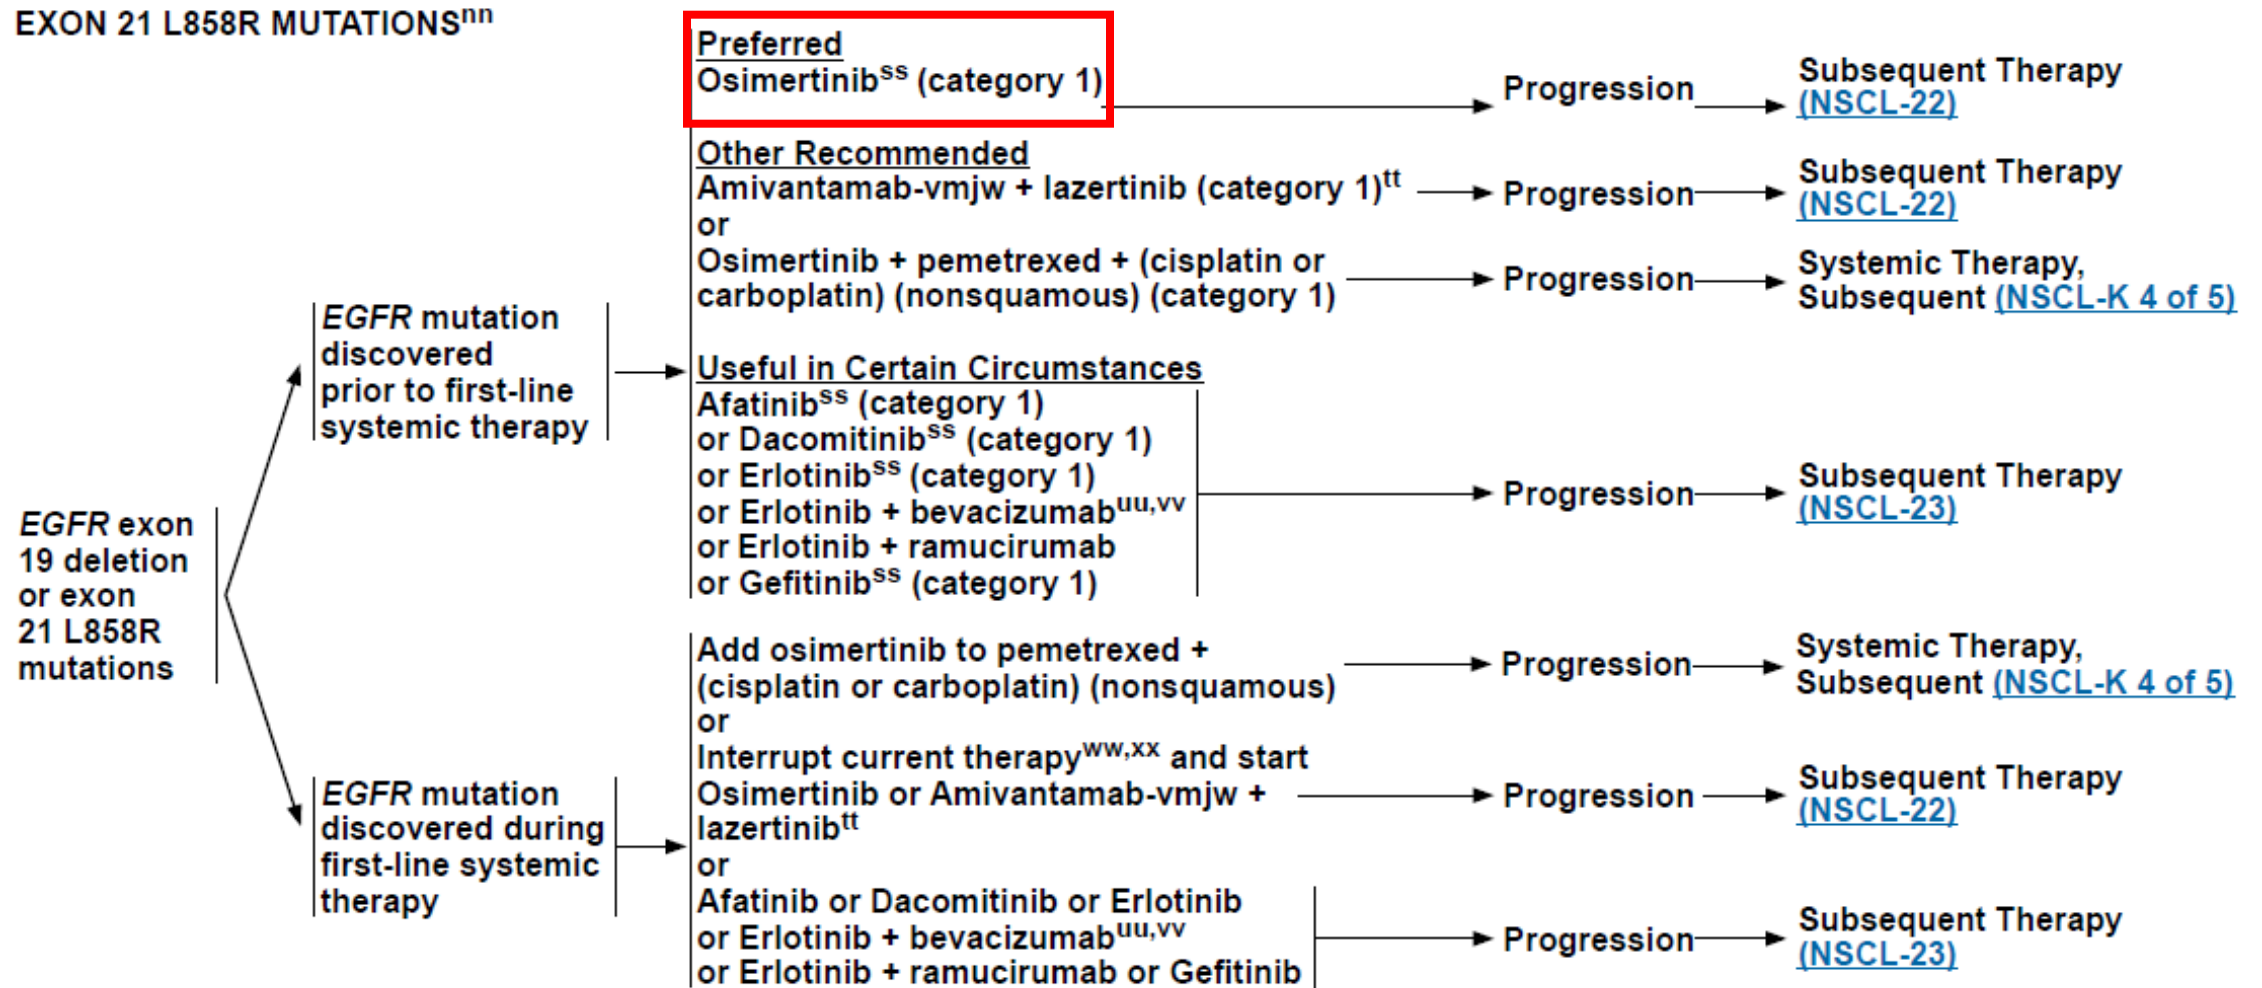 EXON 21 L858R MUTATIONSnn
EGFR exon
19 deletion
or exon
21 L858R
mutations
EGFR mutation
discovered
prior to first-line
systemic therapy
Preferred
Osimertinibss (category 1)
Progression
Subsequent Therapy
(NSCL-22)
Other Recommended
Amivantamab-vmjw + lazertinib (category 1)tt
Progression
Subsequent Therapy
(NSCL-22)
or
Osimertinib + pemetrexed + (cisplatin or
carboplatin) (nonsquamous) (category 1)
Progression
Systemic Therapy,
Subsequent (NSCL-K 4 of 5)
Useful in Certain Circumstances
Afatinibss (category 1)
or Dacomitinibss (category 1)
or Erlotinibss (category 1)
or Erlotinib + bevacizumabuu,vv
or Erlotinib + ramucirumab
or Gefitinibss (category 1)
Progression
Subsequent Therapy
(NSCL-23)
EGFR mutation
discovered during
first-line systemic
therapy
Add osimertinib to pemetrexed +
(cisplatin or carboplatin) (nonsquamous)
Progression
Systemic Therapy,
Subsequent (NSCL-K 4 of 5)
or
Interrupt current therapyww,xx and start
Osimertinib or Amivantamab-vmjw +
lazertinibtt
Progression
Subsequent Therapy
(NSCL-22)
or
Afatinib or Dacomitinib or Erlotinib
or Erlotinib + bevacizumabuu,vv
or Erlotinib + ramucirumab or Gefitinib
Progression
Subsequent Therapy
(NSCL-23)